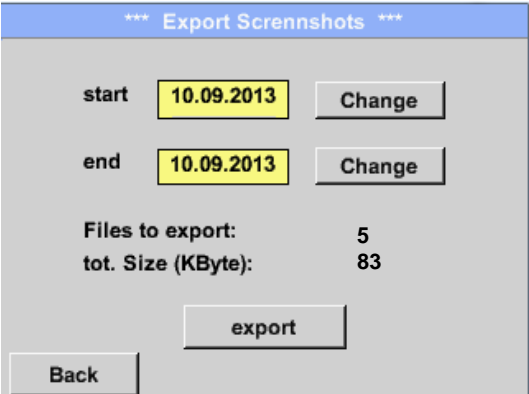 *** Export Scrennshots ***
start 10.09.2013 Change
end 10.09.2013 Change
Files to export: 5
tot. Size (KByte): 83
export
Back